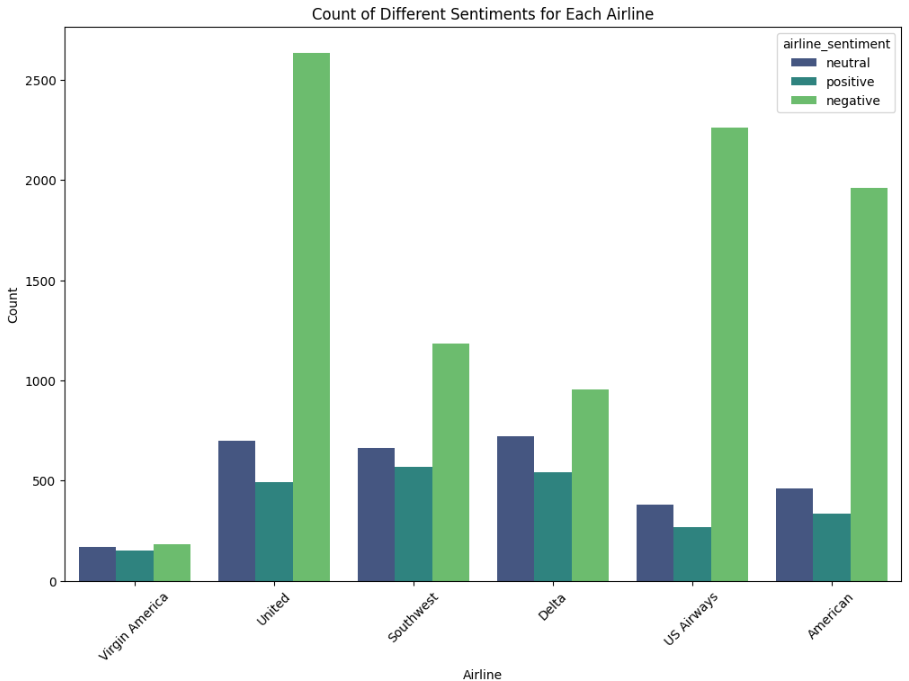 Count of Different Sentiments for Each Airline
airline_sentiment
neutral
positive
negative
2500
2000
1500
1000
500
0
Count
Virgin America
United
Southwest
Delta
US Airways
American
Airline